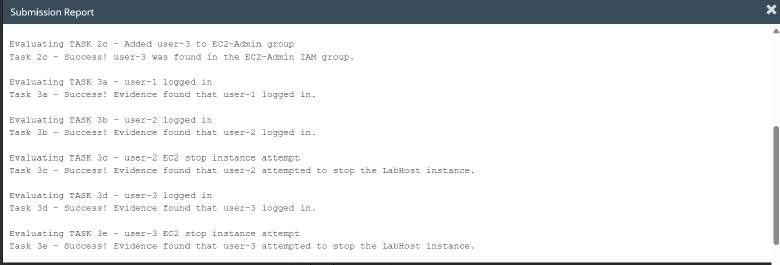 Submission Report
Evaluating TASK 2c - Added user-3 to EC2-Admin group
Task 2c - Success! user-3 was found in the EC2-Admin IAM group.
Evaluating TASK 3a - user-1 logged in
Task 3a - Success! Evidence found that user-1 logged in.
Evaluating TASK 3b - user-2 logged in
Task 3b - Success! Evidence found that user-2 logged in.
Evaluating TASK 3c - user-2 EC2 stop instance attempt
Task 3c - Success! Evidence found that user-2 attempted to stop the LabHost instance.
Evaluating TASK 3d - user-3 logged in
Task 3d - Success! Evidence found that user-3 logged in.
Evaluating TASK 3e - user-3 EC2 stop instance attempt
Task 3e - Success! Evidence found that user-3 attempted to stop the LabHost instance.